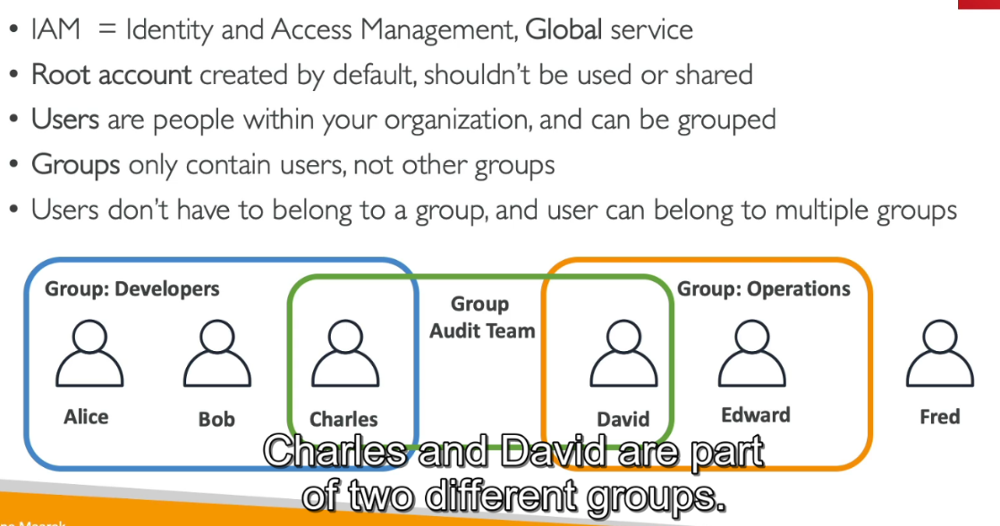 • IAM = Identity and Access Management, Global service
• Root account created by default, shouldn't be used or shared
• Users are people within your organization, and can be grouped
• Groups only contain users, not other groups
• Users don't have to belong to a group, and user can belong to multiple groups
Group: Developers
Group
Audit Team
Group: Operations
Alice
Bob
Charles
David
Edward
Fred
Charles and David are part
of two different groups.